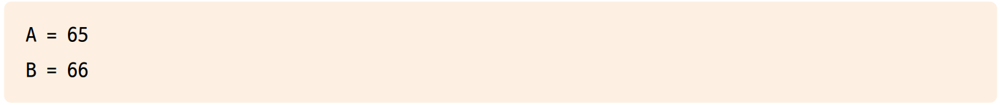 A = 65
B = 66